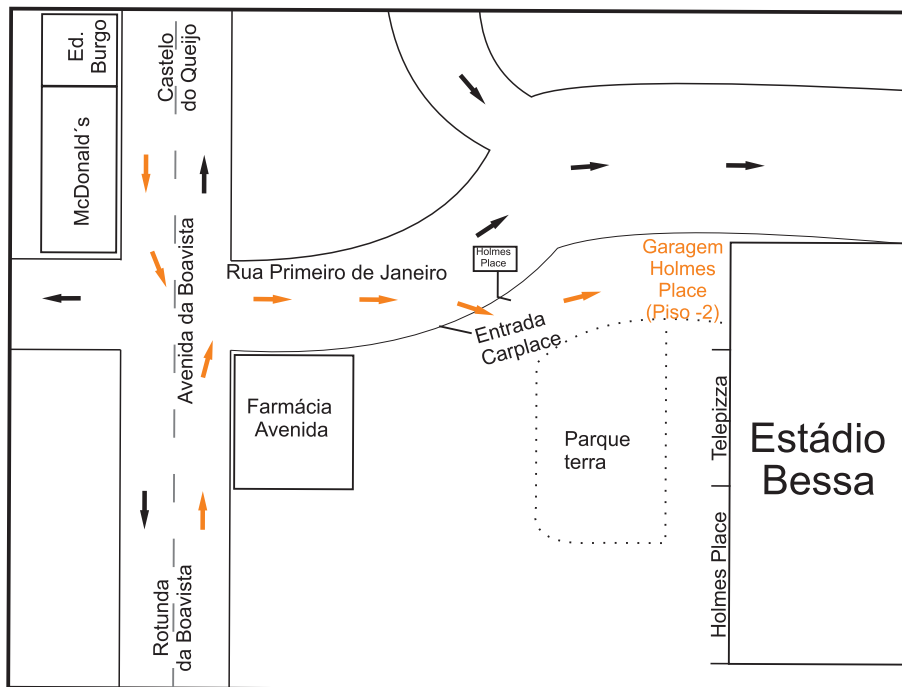 Ed.
Burgo
McDonald´s
Castelo
do Queijo
Avenida da Boavista
Rua Primeiro de Janeiro
Holmes
Place
Garagem
Holmes
Place
(Piso -2)
Entrada
Carplace
Farmácia
Avenida
Parque
terra
Telepizza
Holmes Place
Estádio
Bessa
Rotunda
da Boavista